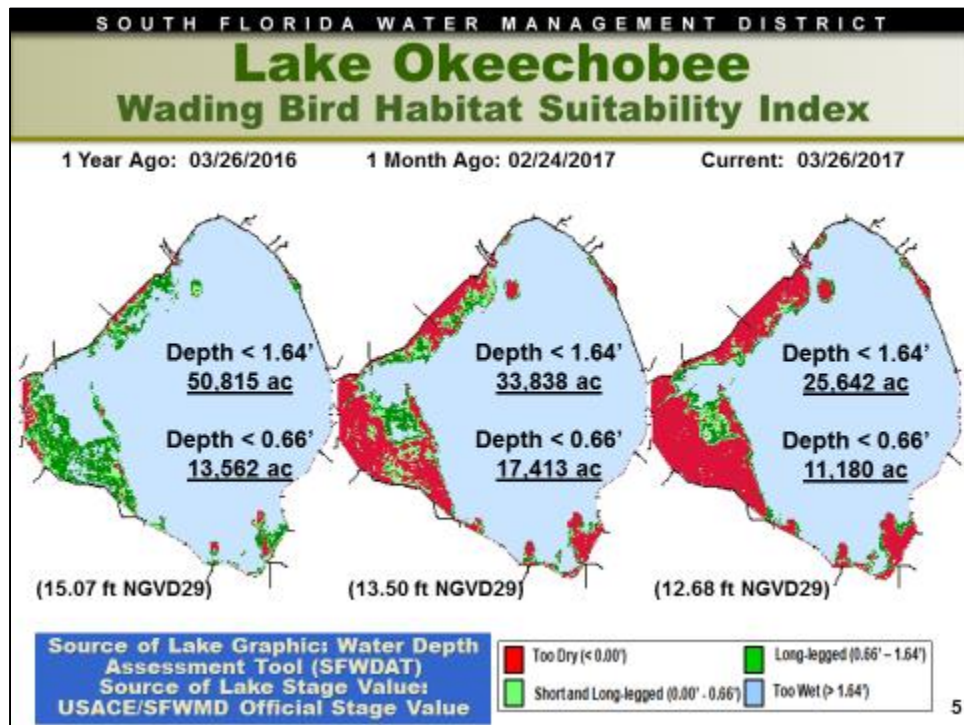 SOUTH FLORIDA WATER MANAGEMENT DISTRICT
Lake Okeechobee
Wading Bird Habitat Suitability Index
1 Year Ago: 03/26/2016
1 Month Ago: 02/24/2017
Current: 03/26/2017
Depth < 1.64'
50,815 ac
Depth < 0.66'
13,562 ac
(15.07 ft NGVD29)
Depth < 1.64'
33,838 ac
Depth < 0.66'
17,413 ac
(13.50 ft NGVD29)
Depth < 1.64'
25,642 ac
Depth < 0.66'
11,180 ac
(12.68 ft NGVD29)
Source of Lake Graphic: Water Depth
Assessment Tool (SFWDAT)
Source of Lake Stage Value:
USACE/SFWMD Official Stage Value
Too Dry (< 0.00')
Long-legged (0.66' – 1.64')
Short and Long-legged (0.00' - 0.66')
Too Wet (> 1.64')
5